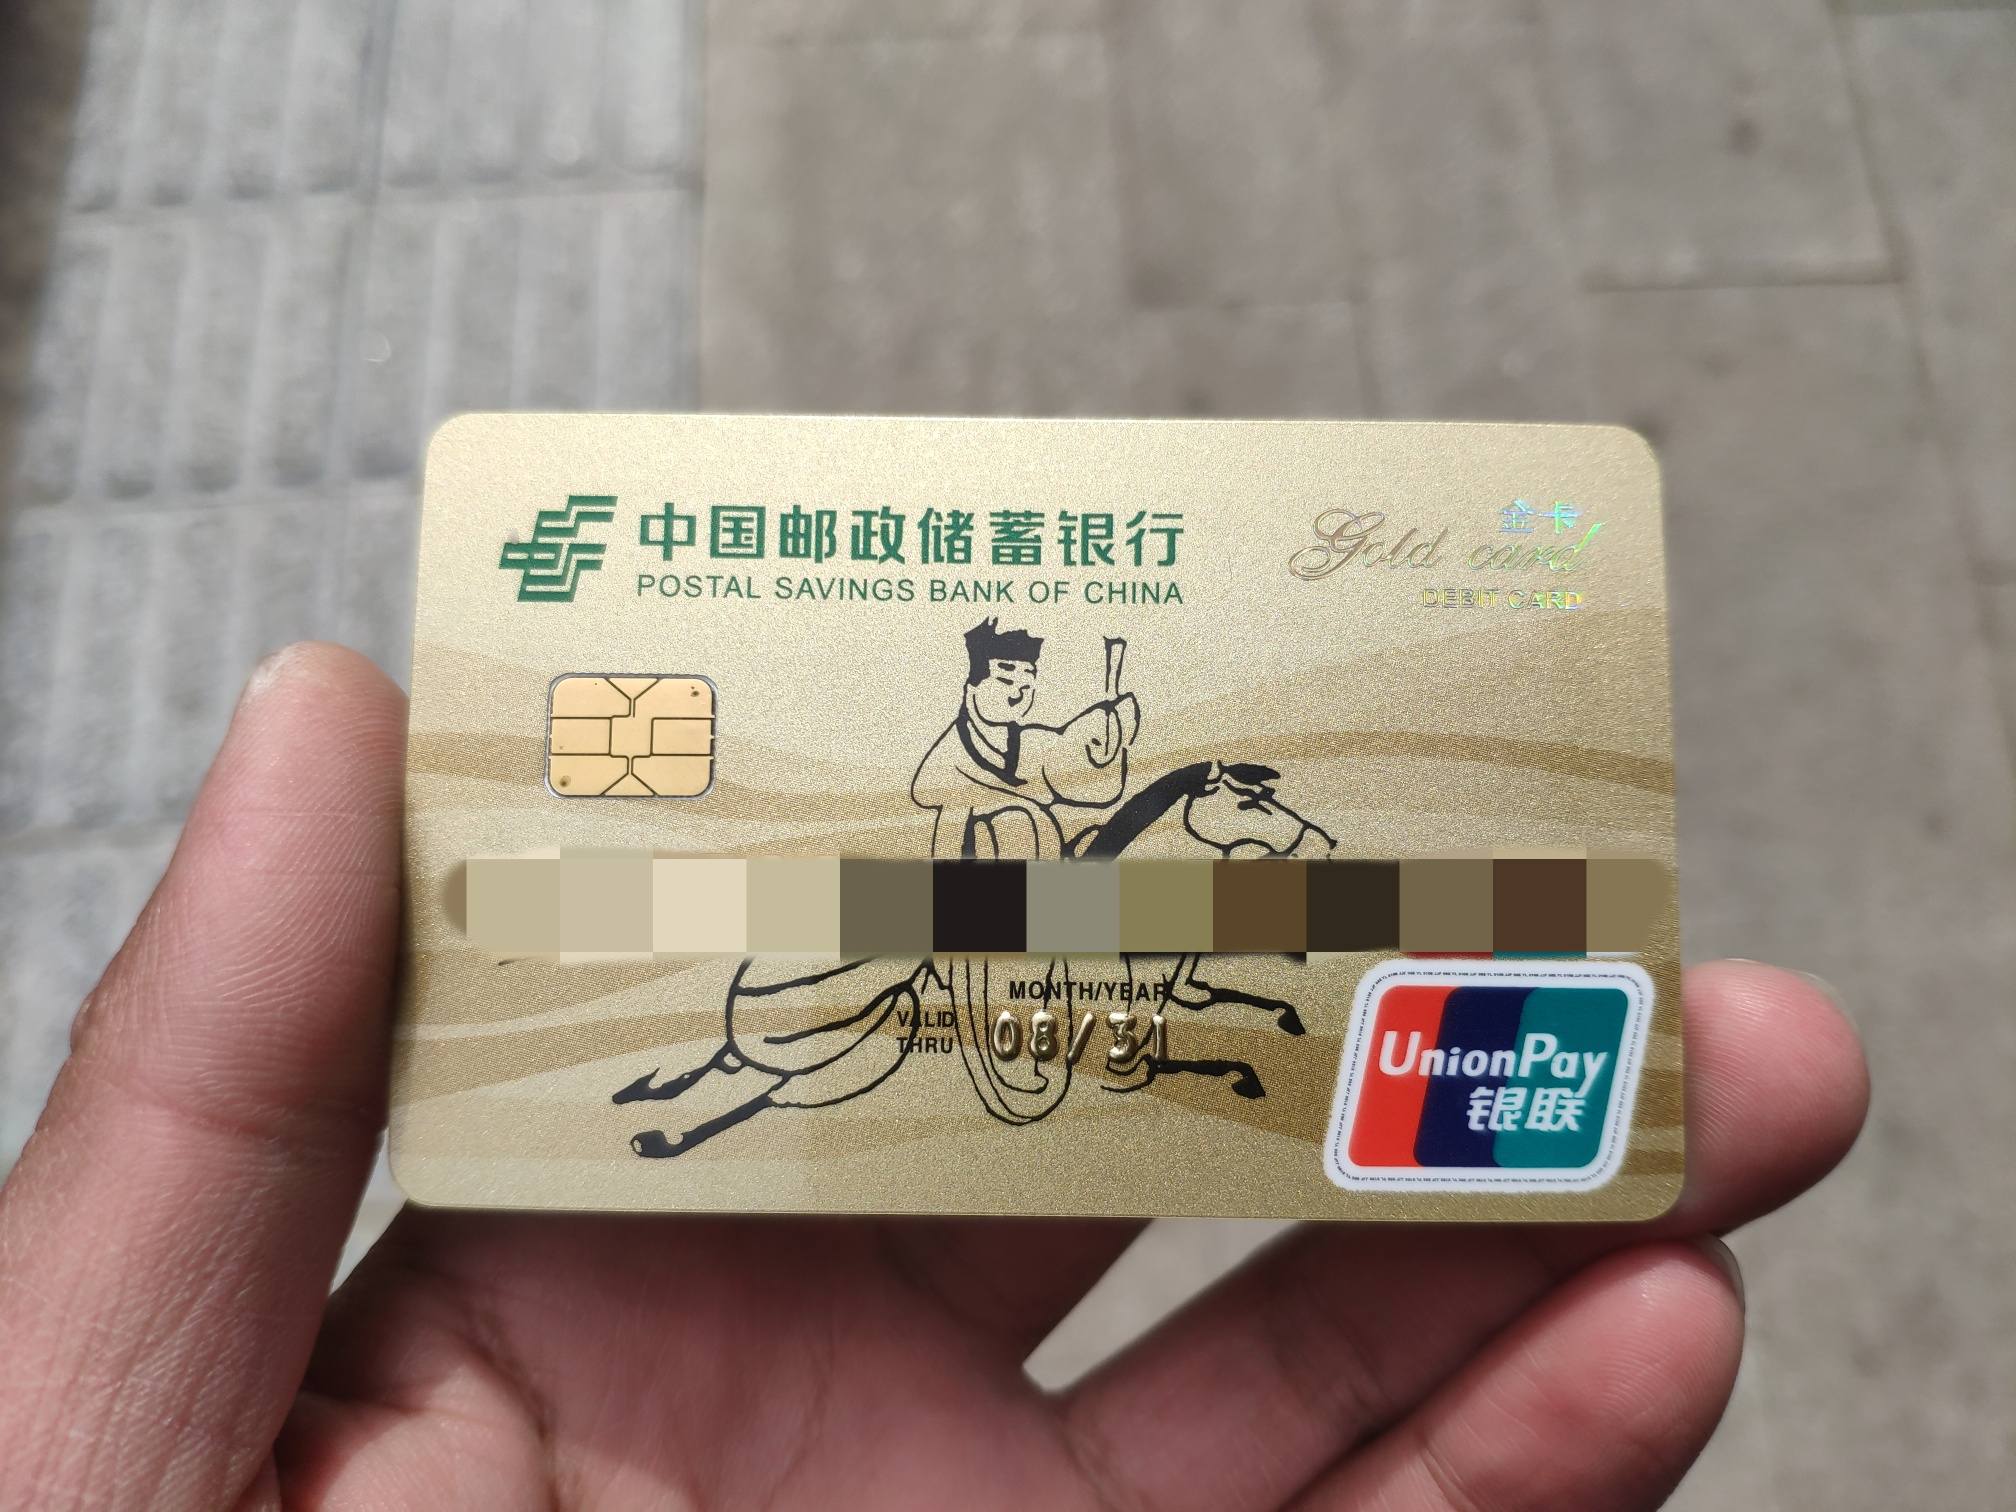 中国邮政储蓄银行
POSTAL SAVINGS BANK OF CHINA
金卡
Gold card
DEBIT CARD
MONTH/YEAR
VALID
THRU
08/31
UnionPay
银联